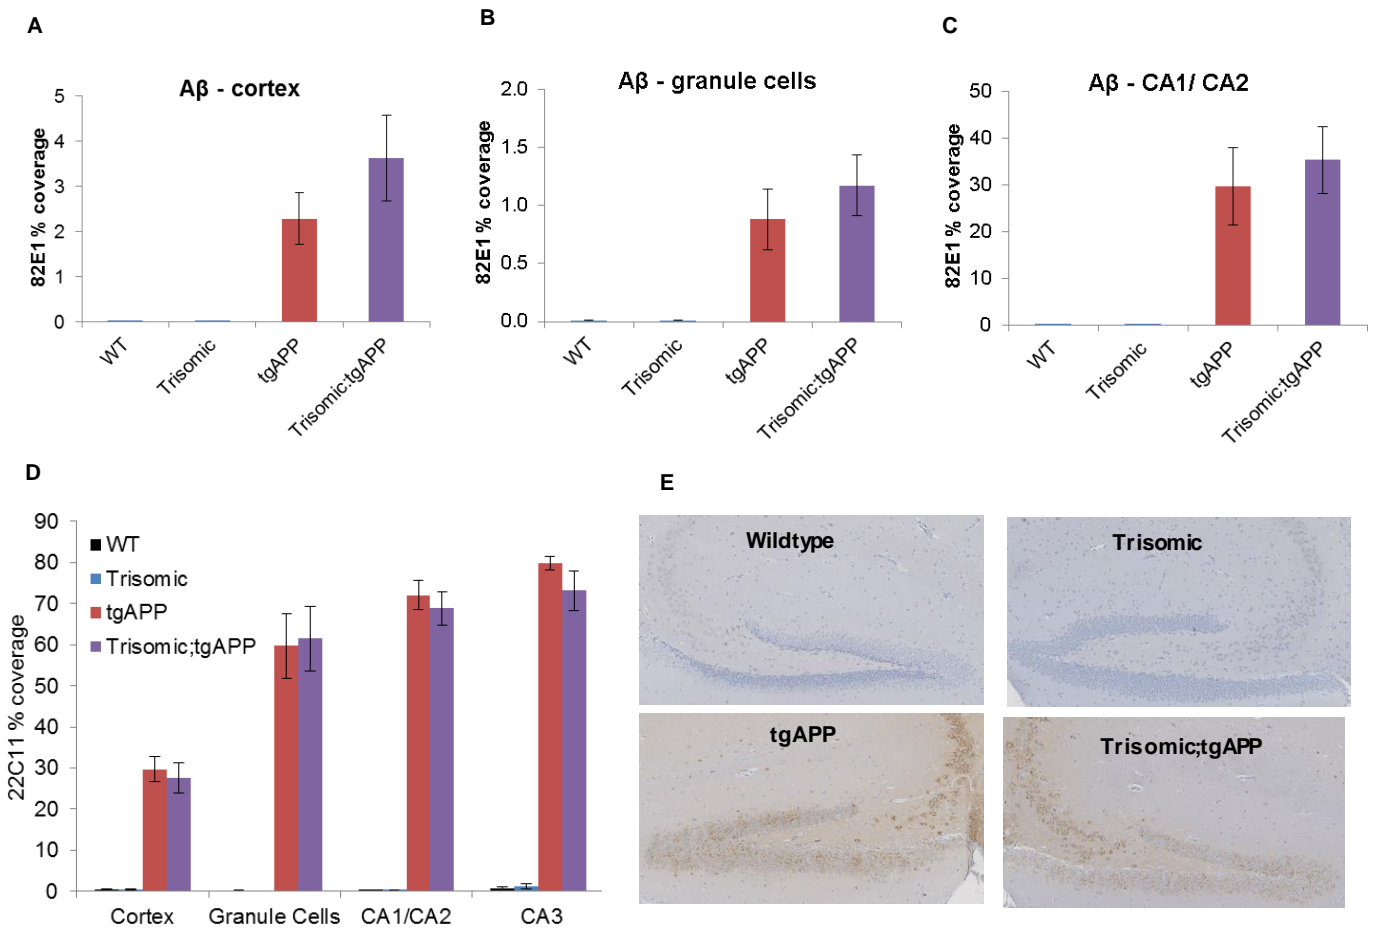 A
Aβ - cortex
82E1 % coverage
5
4
3
2
1
0
WT
Trisomic
tgAPP
Trisomic:tgAPP
B
Aβ - granule cells
82E1 % coverage
2.0
1.5
1.0
0.5
0.0
WT
Trisomic
tgAPP
Trisomic:tgAPP
C
Aβ - CA1/ CA2
82E1 % coverage
50
40
30
20
10
0
WT
Trisomic
tgAPP
Trisomic:tgAPP
D
22C11 % coverage
90
80
70
60
50
40
30
20
10
0
WT
Trisomic
tgAPP
Trisomic;tgAPP
Cortex
Granule Cells
CA1/CA2
CA3
E
Wildtype
Trisomic
tgAPP
Trisomic;tgAPP